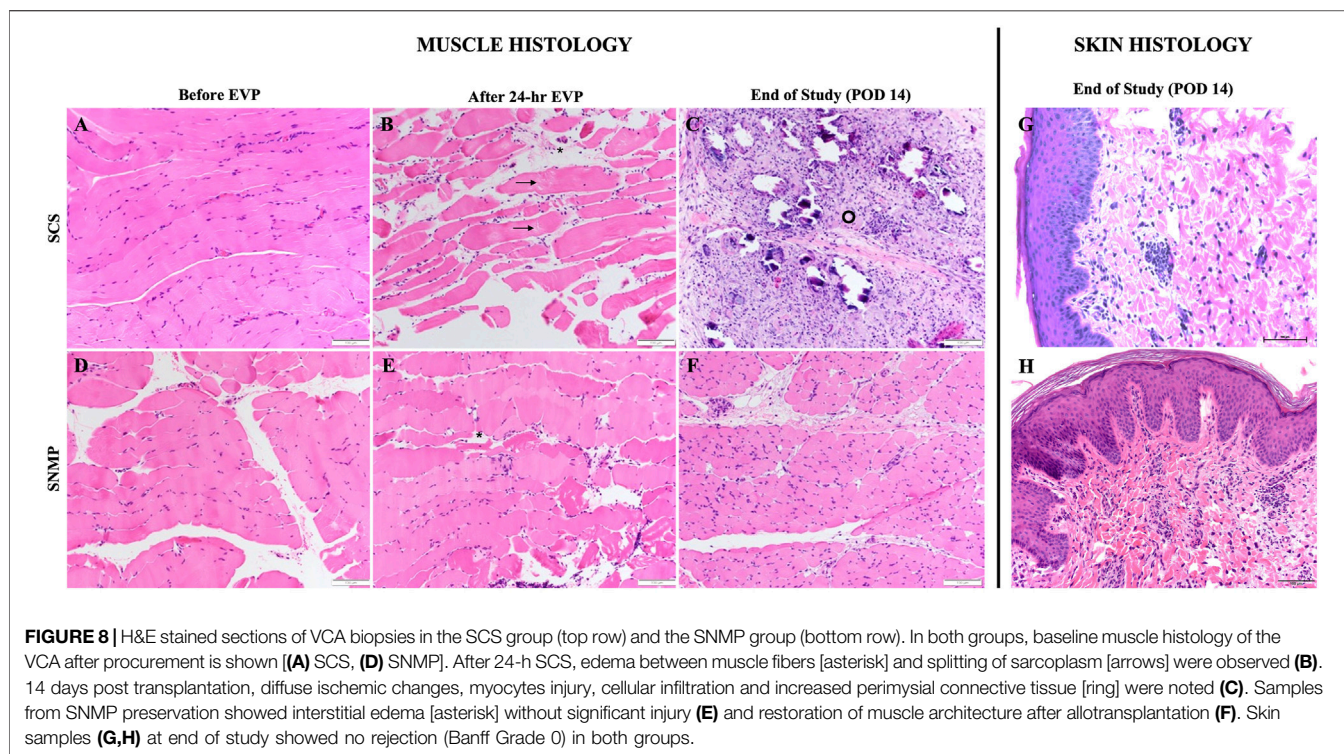 MUSCLE HISTOLOGY
SKIN HISTOLOGY
Before EVP
After 24-hr EVP
End of Study (POD 14)
End of Study (POD 14)
SCS
A
B
*
C
O
G
SNMP
D
E
*
F
H
FIGURE 8 | H&E stained sections of VCA biopsies in the SCS group (top row) and the SNMP group (bottom row). In both groups, baseline muscle histology of the
VCA after procurement is shown [(A) SCS, (D) SNMP]. After 24-h SCS, edema between muscle fibers [asterisk] and splitting of sarcoplasm [arrows] were observed (B).
14 days post transplantation, diffuse ischemic changes, myocytes injury, cellular infiltration and increased perimysial connective tissue [ring] were noted (C). Samples
from SNMP preservation showed interstitial edema [asterisk] without significant injury (E) and restoration of muscle architecture after allotransplantation (F). Skin
samples (G,H) at end of study showed no rejection (Banff Grade 0) in both groups.